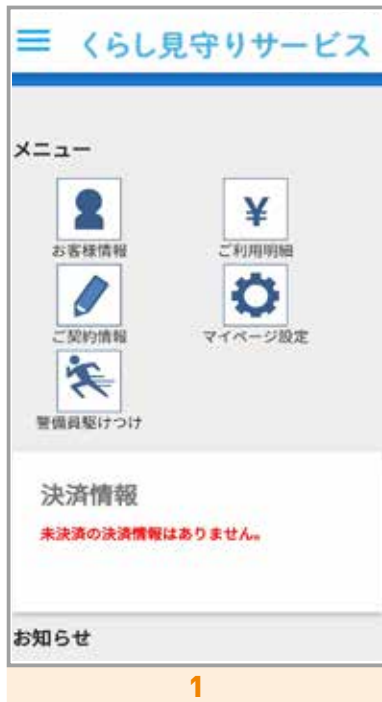 くらし見守りサービス
メニュー
お客様情報
ご利用明細
ご契約情報
マイページ設定
警備員駆けつけ
決済情報
未決済の決済情報はありません。
お知らせ
1